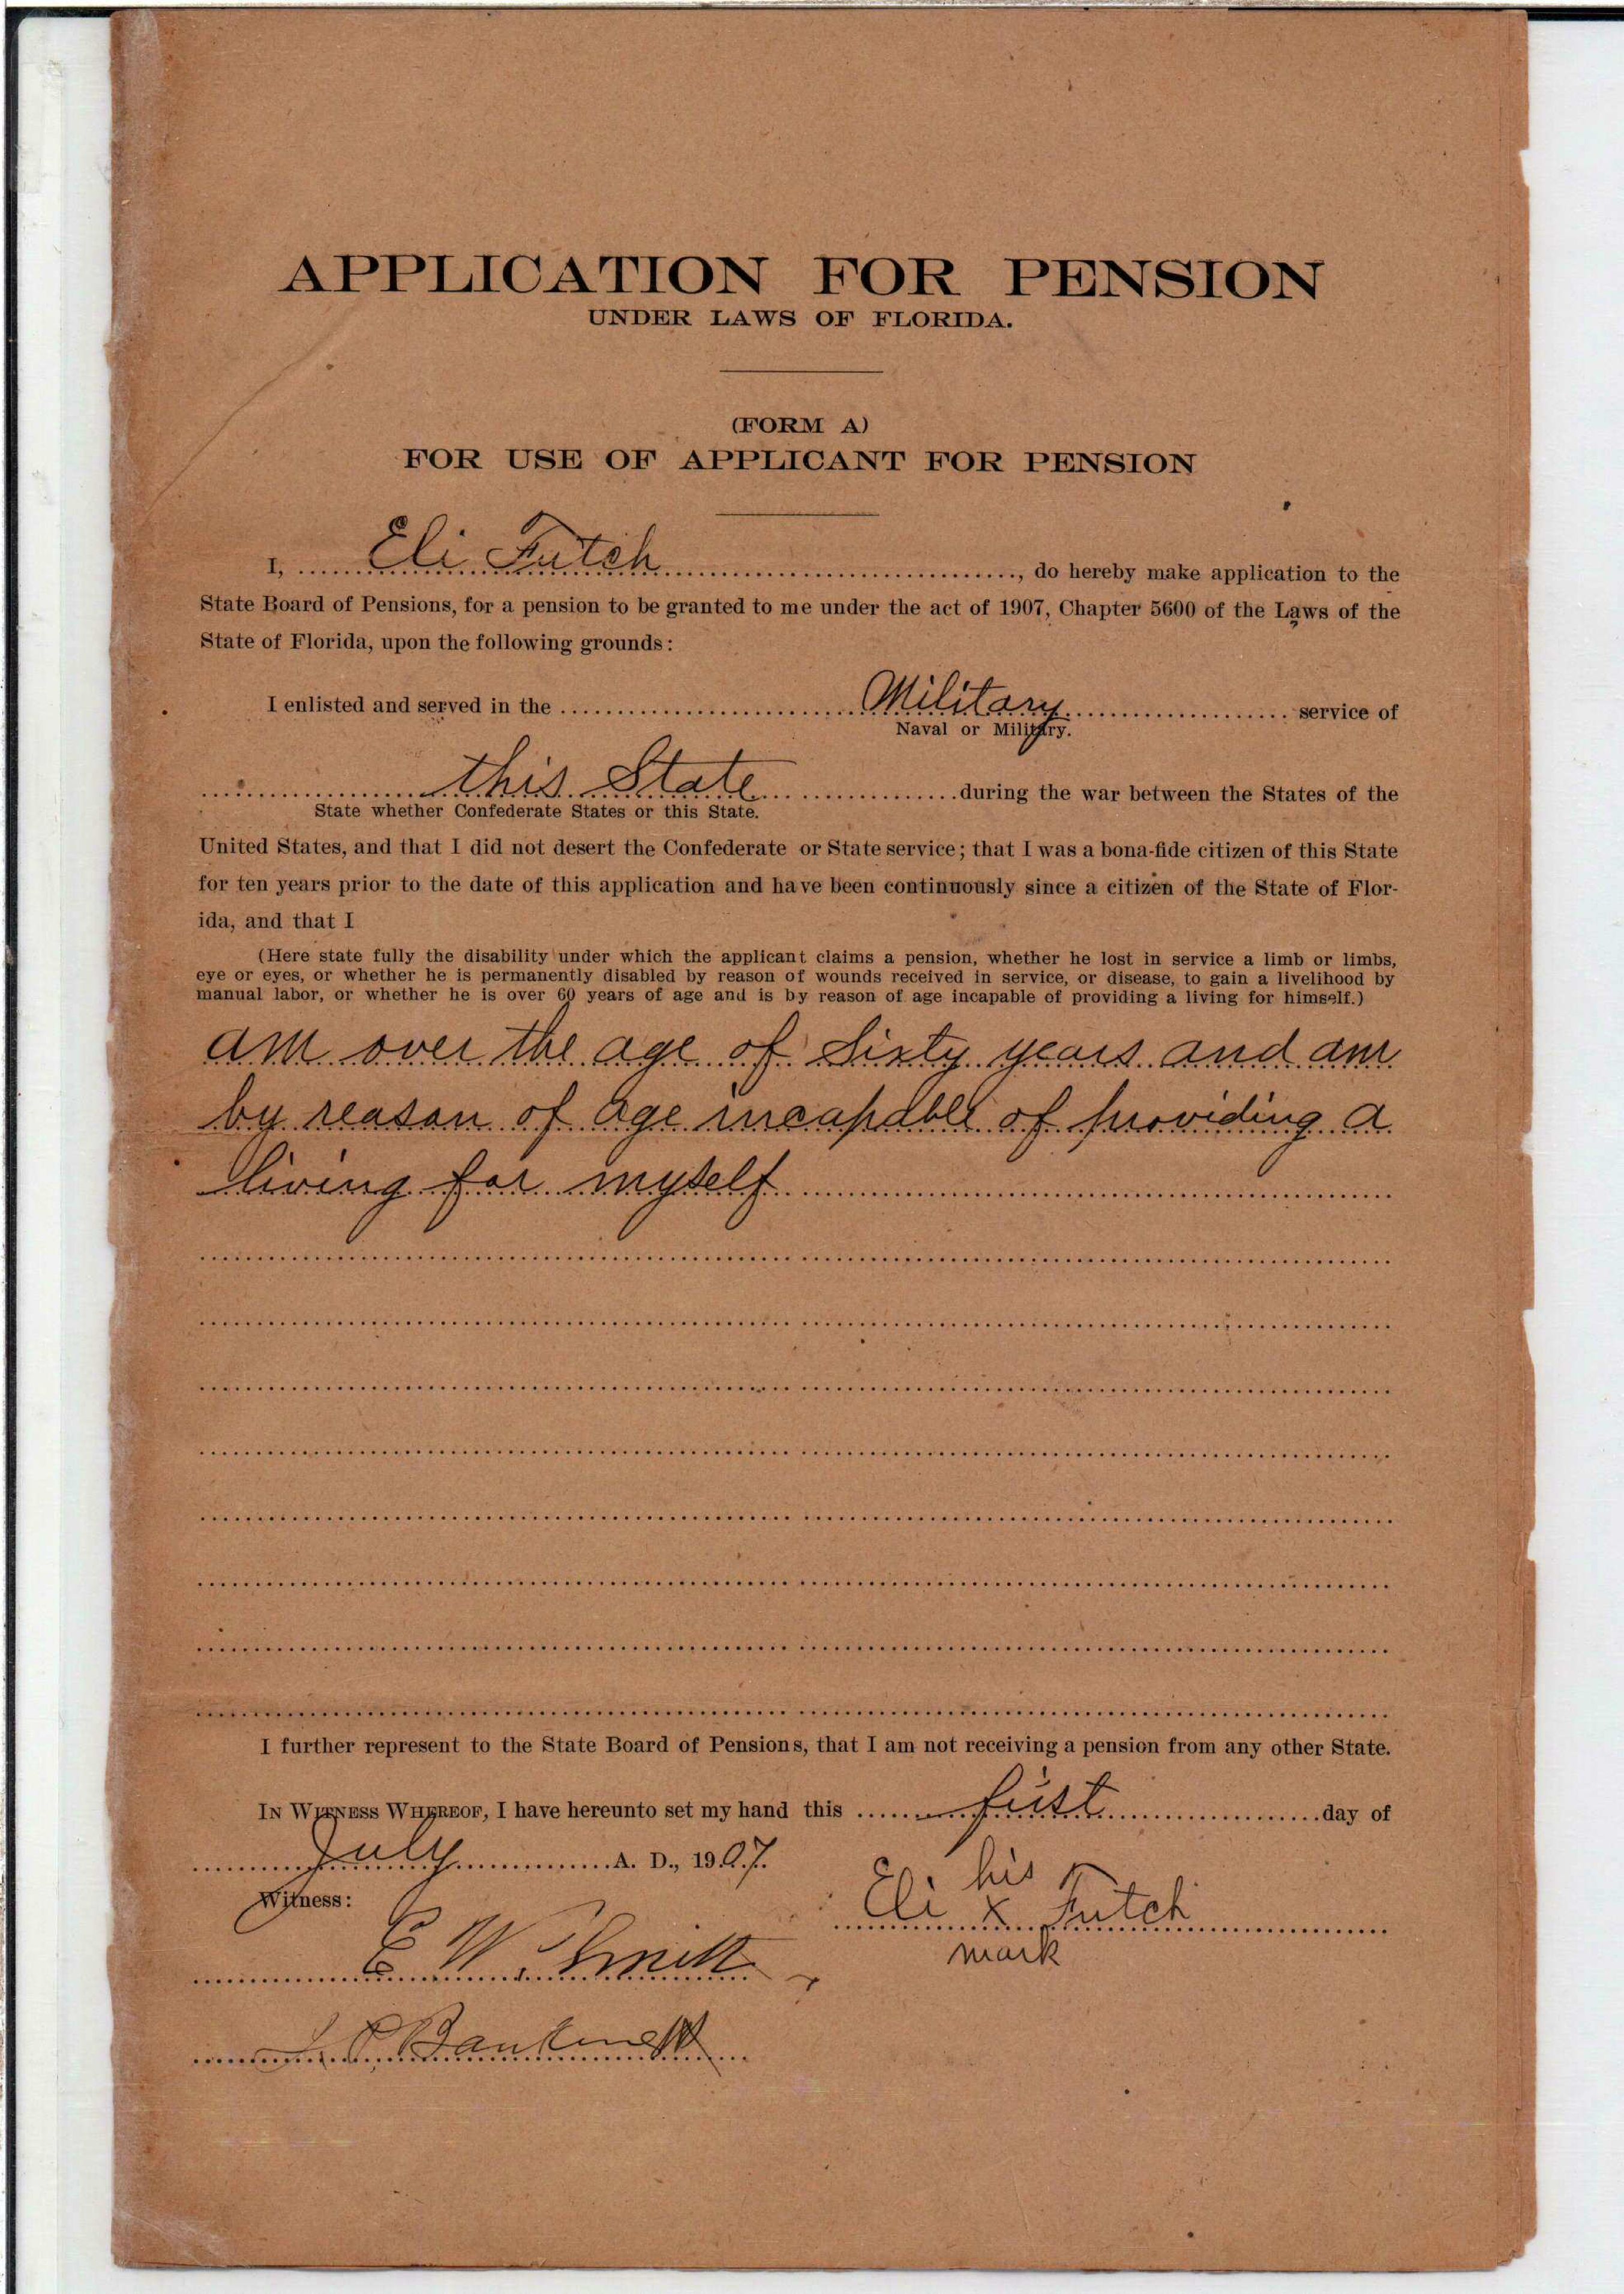 APPLICATION FOR PENSION
UNDER LAWS OF FLORIDA.
(FORM A)
FOR USE OF APPLICANT FOR PENSION
I, Eli Futch, do hereby make application to the
State Board of Pensions, for a pension to be granted to me under the act of 1907, Chapter 5600 of the Laws of the
State of Florida, upon the following grounds:
I enlisted and served in the Military service of
Naval or Military.
this State during the war between the States of the
State whether Confederate States or this State.
United States, and that I did not desert the Confederate or State service; that I was a bona-fide citizen of this State
for ten years prior to the date of this application and have been continuously since a citizen of the State of Flor-
ida, and that I
(Here state fully the disability under which the applicant claims a pension, whether he lost in service a limb or limbs,
eye or eyes, or whether he is permanently disabled by reason of wounds received in service, or disease, to gain a livelihood by
manual labor, or whether he is over 60 years of age and is by reason of age incapable of providing a living for himself.)
am over the age of Sixty years and am
by reason of age incapable of providing a
living for myself
I further represent to the State Board of Pensions, that I am not receiving a pension from any other State.
IN WITNESS WHEREOF, I have hereunto set my hand this first day of
July A. D., 1907.
his
Witness:
Eli x Futch
mark
E W Smith